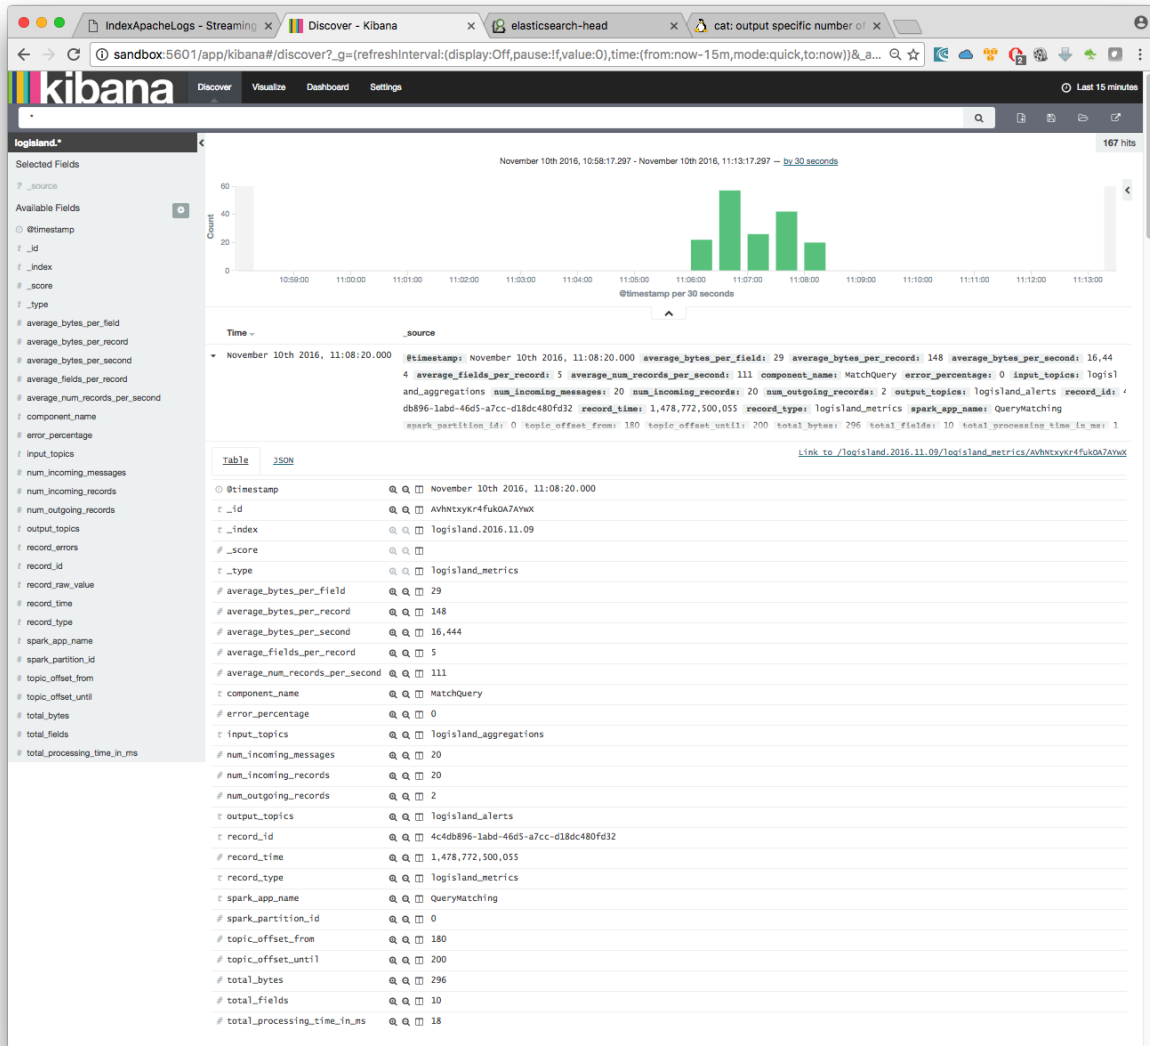 IndexApacheLogs - Streaming
Discover - Kibana
elasticsearch-head
cat: output specific number of
sandbox:5601/app/kibana#/discover?_g=(refreshInterval:(display:Off,pause:!f,value:0),time:(from:now-15m,mode:quick,to:now))&_a...
2
kibana
Discover
Visualize
Dashboard
Settings
Last 15 minutes
*
logisland.*
167 hits
Selected Fields
? _source
Available Fields
@timestamp
t _id
t _index
# _score
t _type
# average_bytes_per_field
# average_bytes_per_record
# average_bytes_per_second
# average_fields_per_record
# average_num_records_per_second
t component_name
# error_percentage
t input_topics
# num_incoming_messages
# num_incoming_records
# num_outgoing_records
t output_topics
t record_errors
t record_id
t record_raw_value
# record_time
t record_type
t spark_app_name
# spark_partition_id
# topic_offset_from
# topic_offset_until
# total_bytes
# total_fields
# total_processing_time_in_ms
November 10th 2016, 10:58:17.297 - November 10th 2016, 11:13:17.297 — by 30 seconds
Count
60
40
20
0
10:59:00 11:00:00 11:01:00 11:02:00 11:03:00 11:04:00 11:05:00 11:06:00 11:07:00 11:08:00 11:09:00 11:10:00 11:11:00 11:12:00 11:13:00
@timestamp per 30 seconds
Time _source
November 10th 2016, 11:08:20.000
@timestamp: November 10th 2016, 11:08:20.000 average_bytes_per_field: 29 average_bytes_per_record: 148 average_bytes_per_second: 16,44
4 average_fields_per_record: 5 average_num_records_per_second: 111 component_name: MatchQuery error_percentage: 0 input_topics: logisl
and_aggregations num_incoming_messages: 20 num_incoming_records: 20 num_outgoing_records: 2 output_topics: logisland_alerts record_id: 4
db896-1abd-46d5-a7cc-d18dc480fd32 record_time: 1,478,772,500,055 record_type: logisland_metrics spark_app_name: QueryMatching
spark_partition_id: 0 topic_offset_from: 180 topic_offset_until: 200 total_bytes: 296 total_fields: 10 total_processing_time_in_ms: 1
Table JSON
Link to /logisland.2016.11.09/logisland_metrics/AVhNtxyKr4fukOA7AYwX
@timestamp November 10th 2016, 11:08:20.000
t _id AVhNtxyKr4fukOA7AYwX
t _index logisland.2016.11.09
# _score
t _type logisland_metrics
# average_bytes_per_field 29
# average_bytes_per_record 148
# average_bytes_per_second 16,444
# average_fields_per_record 5
# average_num_records_per_second 111
t component_name MatchQuery
# error_percentage 0
t input_topics logisland_aggregations
# num_incoming_messages 20
# num_incoming_records 20
# num_outgoing_records 2
t output_topics logisland_alerts
t record_id 4c4db896-1abd-46d5-a7cc-d18dc480fd32
# record_time 1,478,772,500,055
t record_type logisland_metrics
t spark_app_name QueryMatching
# spark_partition_id 0
# topic_offset_from 180
# topic_offset_until 200
# total_bytes 296
# total_fields 10
# total_processing_time_in_ms 18